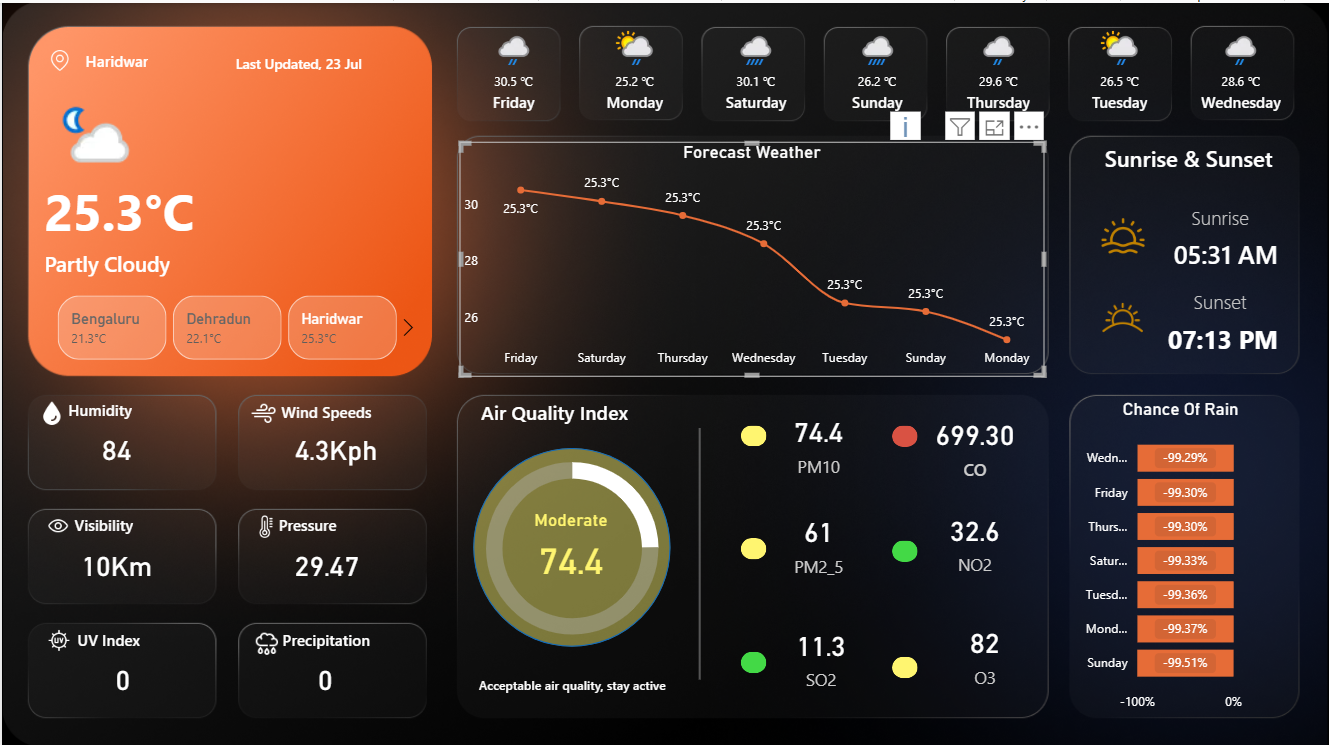 Haridwar
Last Updated, 23 Jul
25.3°C
Partly Cloudy
Bengaluru
21.3°C
Dehradun
22.1°C
Haridwar
25.3°C
30.5 °C
Friday
25.2 °C
Monday
30.1 °C
Saturday
26.2 °C
Sunday
29.6 °C
Thursday
26.5 °C
Tuesday
28.6 °C
Wednesday
Forecast Weather
30
28
26
25.3°C
25.3°C
25.3°C
25.3°C
25.3°C
25.3°C
25.3°C
Friday Saturday Thursday Wednesday Tuesday Sunday Monday
Sunrise & Sunset
Sunrise
05:31 AM
Sunset
07:13 PM
Humidity
84
Wind Speeds
4.3Kph
Visibility
10Km
Pressure
29.47
UV
UV Index
0
Precipitation
0
Air Quality Index
Moderate
74.4
Acceptable air quality, stay active
74.4
PM10
699.30
CO
61
PM2_5
32.6
NO2
11.3
SO2
82
O3
Chance Of Rain
Wedn... -99.29%
Friday -99.30%
Thurs... -99.30%
Satur... -99.33%
Tuesd... -99.36%
Mond... -99.37%
Sunday -99.51%
-100% 0%